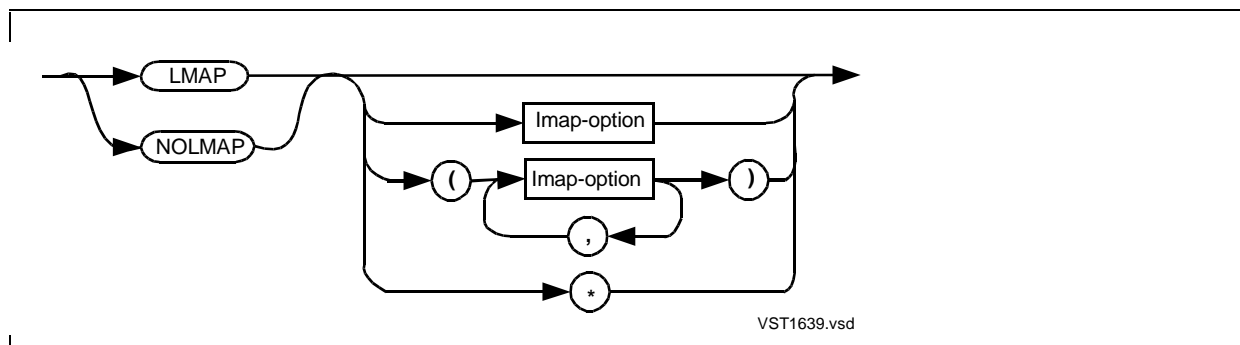 LMAP
NOLMAP
lmap-option
( lmap-option )
,
*
VST1639.vsd